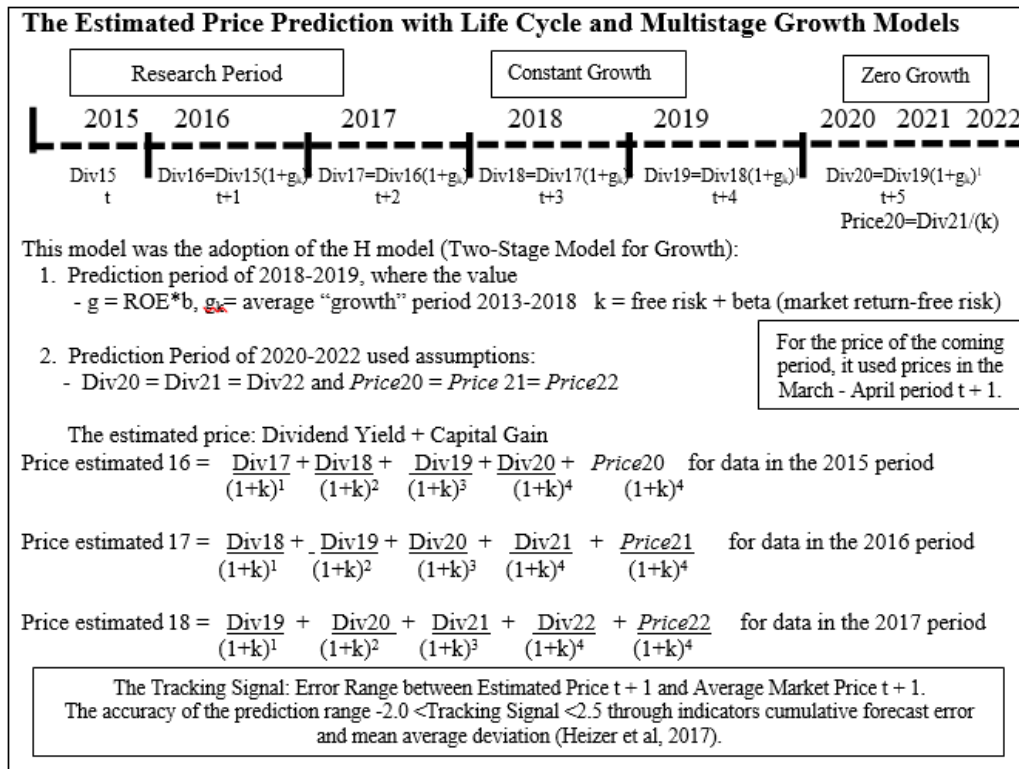 The Estimated Price Prediction with Life Cycle and Multistage Growth Models
Research Period
Constant Growth
Zero Growth
2015 2016 2017 2018 2019 2020 2021 2022
Div15 Div16=Div15(1+gₖ) Div17=Div16(1+gₖ) Div18=Div17(1+gₖ) Div19=Div18(1+gₖ)¹ Div20=Div19(1+gₖ)¹
t t+1 t+2 t+3 t+4 t+5
Price20=Div21/(k)
This model was the adoption of the H model (Two-Stage Model for Growth):
1. Prediction period of 2018-2019, where the value
- g = ROE*b, gₖ= average “growth” period 2013-2018 k = free risk + beta (market return-free risk)
2. Prediction Period of 2020-2022 used assumptions:
- Div20 = Div21 = Div22 and Price20 = Price 21= Price22
For the price of the coming
period, it used prices in the
March - April period t + 1.
The estimated price: Dividend Yield + Capital Gain
Price estimated 16 = Div17 + Div18 + Div19 + Div20 + Price20 for data in the 2015 period
(1+k)¹ (1+k)² (1+k)³ (1+k)⁴ (1+k)⁴
Price estimated 17 = Div18 + Div19 + Div20 + Div21 + Price21 for data in the 2016 period
(1+k)¹ (1+k)² (1+k)³ (1+k)⁴ (1+k)⁴
Price estimated 18 = Div19 + Div20 + Div21 + Div22 + Price22 for data in the 2017 period
(1+k)¹ (1+k)² (1+k)³ (1+k)⁴ (1+k)⁴
The Tracking Signal: Error Range between Estimated Price t + 1 and Average Market Price t + 1.
The accuracy of the prediction range -2.0 <Tracking Signal <2.5 through indicators cumulative forecast error
and mean average deviation (Heizer et al, 2017).